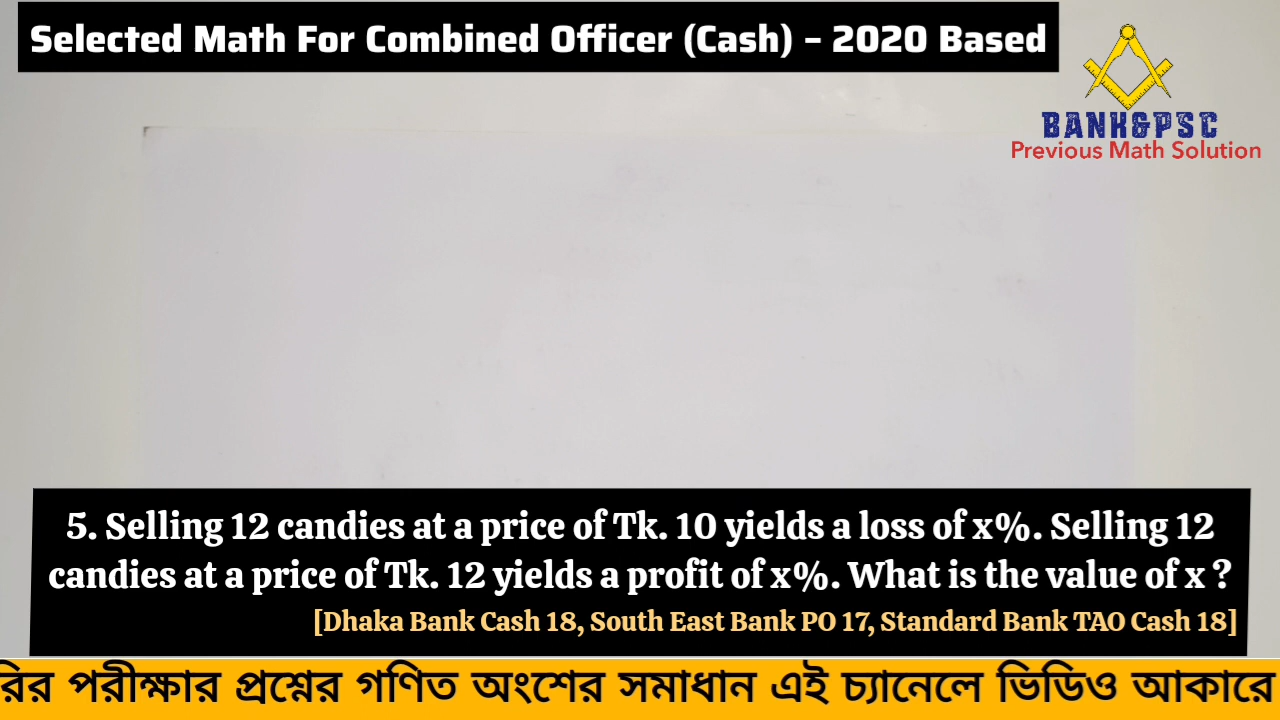 Selected Math For Combined Officer (Cash) – 2020 Based
BANK&PSC
Previous Math Solution
5. Selling 12 candies at a price of Tk. 10 yields a loss of x%. Selling 12
candies at a price of Tk. 12 yields a profit of x%. What is the value of x ?
[Dhaka Bank Cash 18, South East Bank PO 17, Standard Bank TAO Cash 18]
পরীক্ষার প্রশ্নের গণিত অংশের সমাধান এই চ্যানেলে ভিডিও আকারে